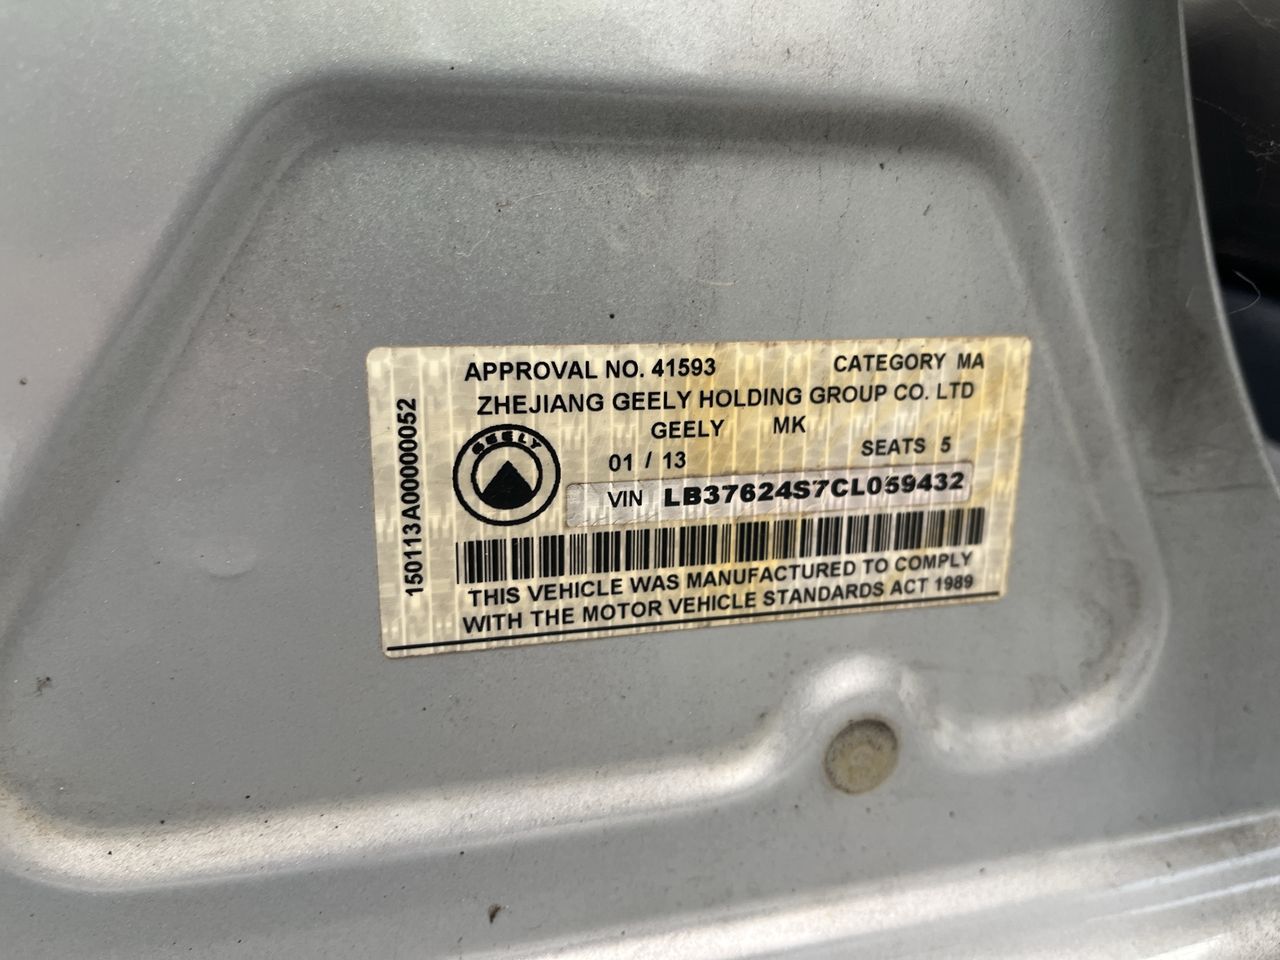 APPROVAL NO. 41593 CATEGORY MA
ZHEJIANG GEELY HOLDING GROUP CO. LTD
GEELY MK
01 / 13 SEATS 5
GEELY
VIN LB37624S7CL059432
THIS VEHICLE WAS MANUFACTURED TO COMPLY
WITH THE MOTOR VEHICLE STANDARDS ACT 1989
150113A00000052